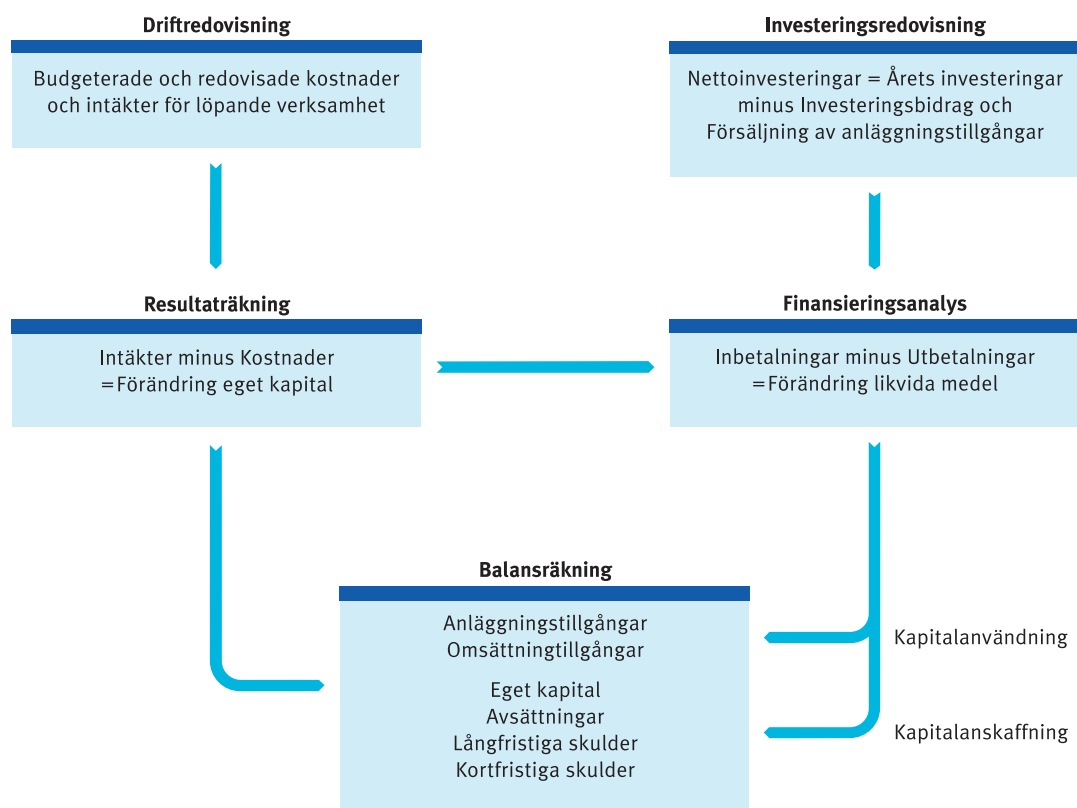 Driftredovisning
Budgeterade och redovisade kostnader
och intäkter för löpande verksamhet
Investeringsredovisning
Nettoinvesteringar = Årets investeringar
minus Investeringsbidrag och
Försäljning av anläggningstillgångar
Resultaträkning
Intäkter minus Kostnader
=Förändring eget kapital
Finansieringsanalys
Inbetalningar minus Utbetalningar
=Förändring likvida medel
Balansräkning
Anläggningstillgångar
Omsättningtillgångar
Eget kapital
Avsättningar
Långfristiga skulder
Kortfristiga skulder
Kapitalanvändning
Kapitalanskaffning